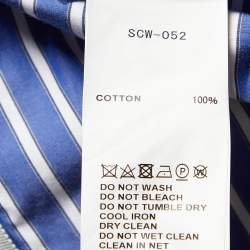 SCW-052
COTTON 100%
DO NOT WASH
DO NOT BLEACH
DO NOT TUMBLE DRY
COOL IRON
DRY CLEAN
DO NOT WET CLEAN
CLEAN IN NET